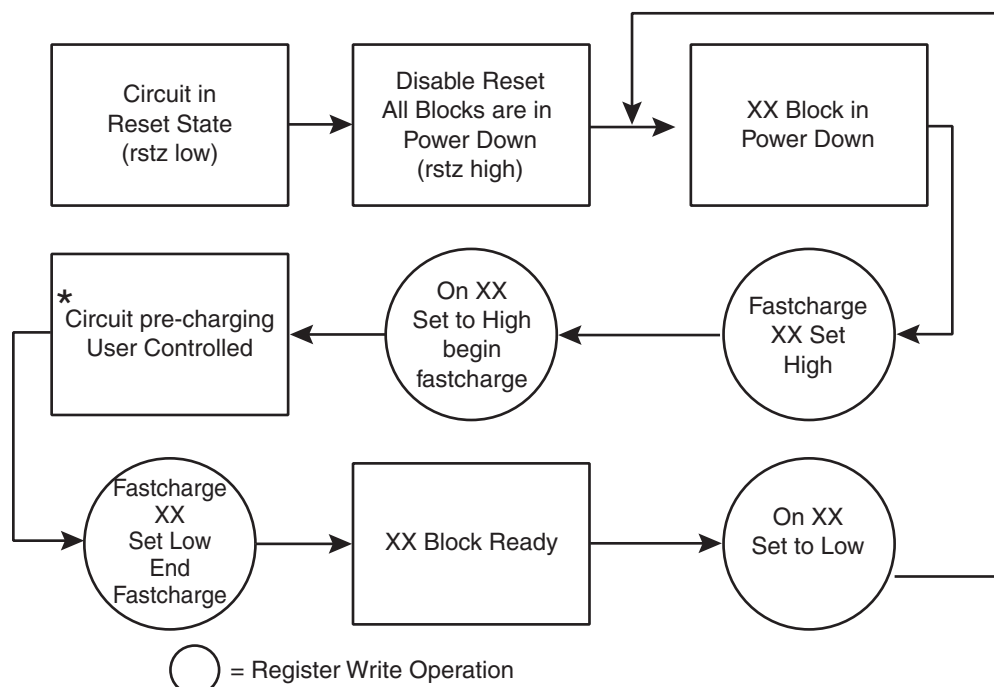 Circuit in
Reset State
(rstz low)
Disable Reset
All Blocks are in
Power Down
(rstz high)
XX Block in
Power Down
Fastcharge
XX Set
High
On XX
Set to High
begin
fastcharge
*
Circuit pre-charging
User Controlled
Fastcharge
XX
Set Low
End
Fastcharge
XX Block Ready
On XX
Set to Low
= Register Write Operation